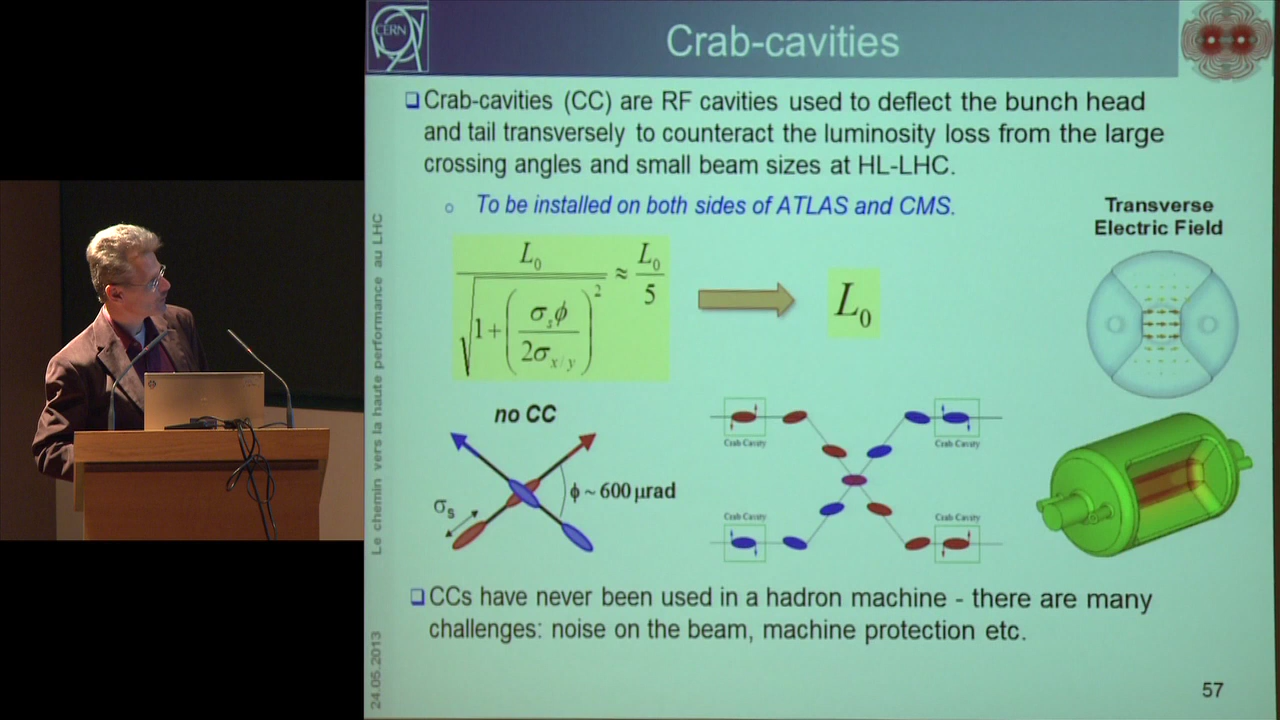 CERN
Crab-cavities
Crab-cavities (CC) are RF cavities used to deflect the bunch head
and tail transversely to counteract the luminosity loss from the large
crossing angles and small beam sizes at HL-LHC.
To be installed on both sides of ATLAS and CMS.
Transverse
Electric Field
L₀ / √(1+(σₛϕ / 2σₓ/ᵧ)²) ≈ L₀ / 5
L₀
no CC
σₛ
ϕ ~ 600 μrad
Crab Cavity
Crab Cavity
Crab Cavity
Crab Cavity
CCs have never been used in a hadron machine - there are many
challenges: noise on the beam, machine protection etc.
57
Le chemin vers la haute performance au LHC
24.05.2013